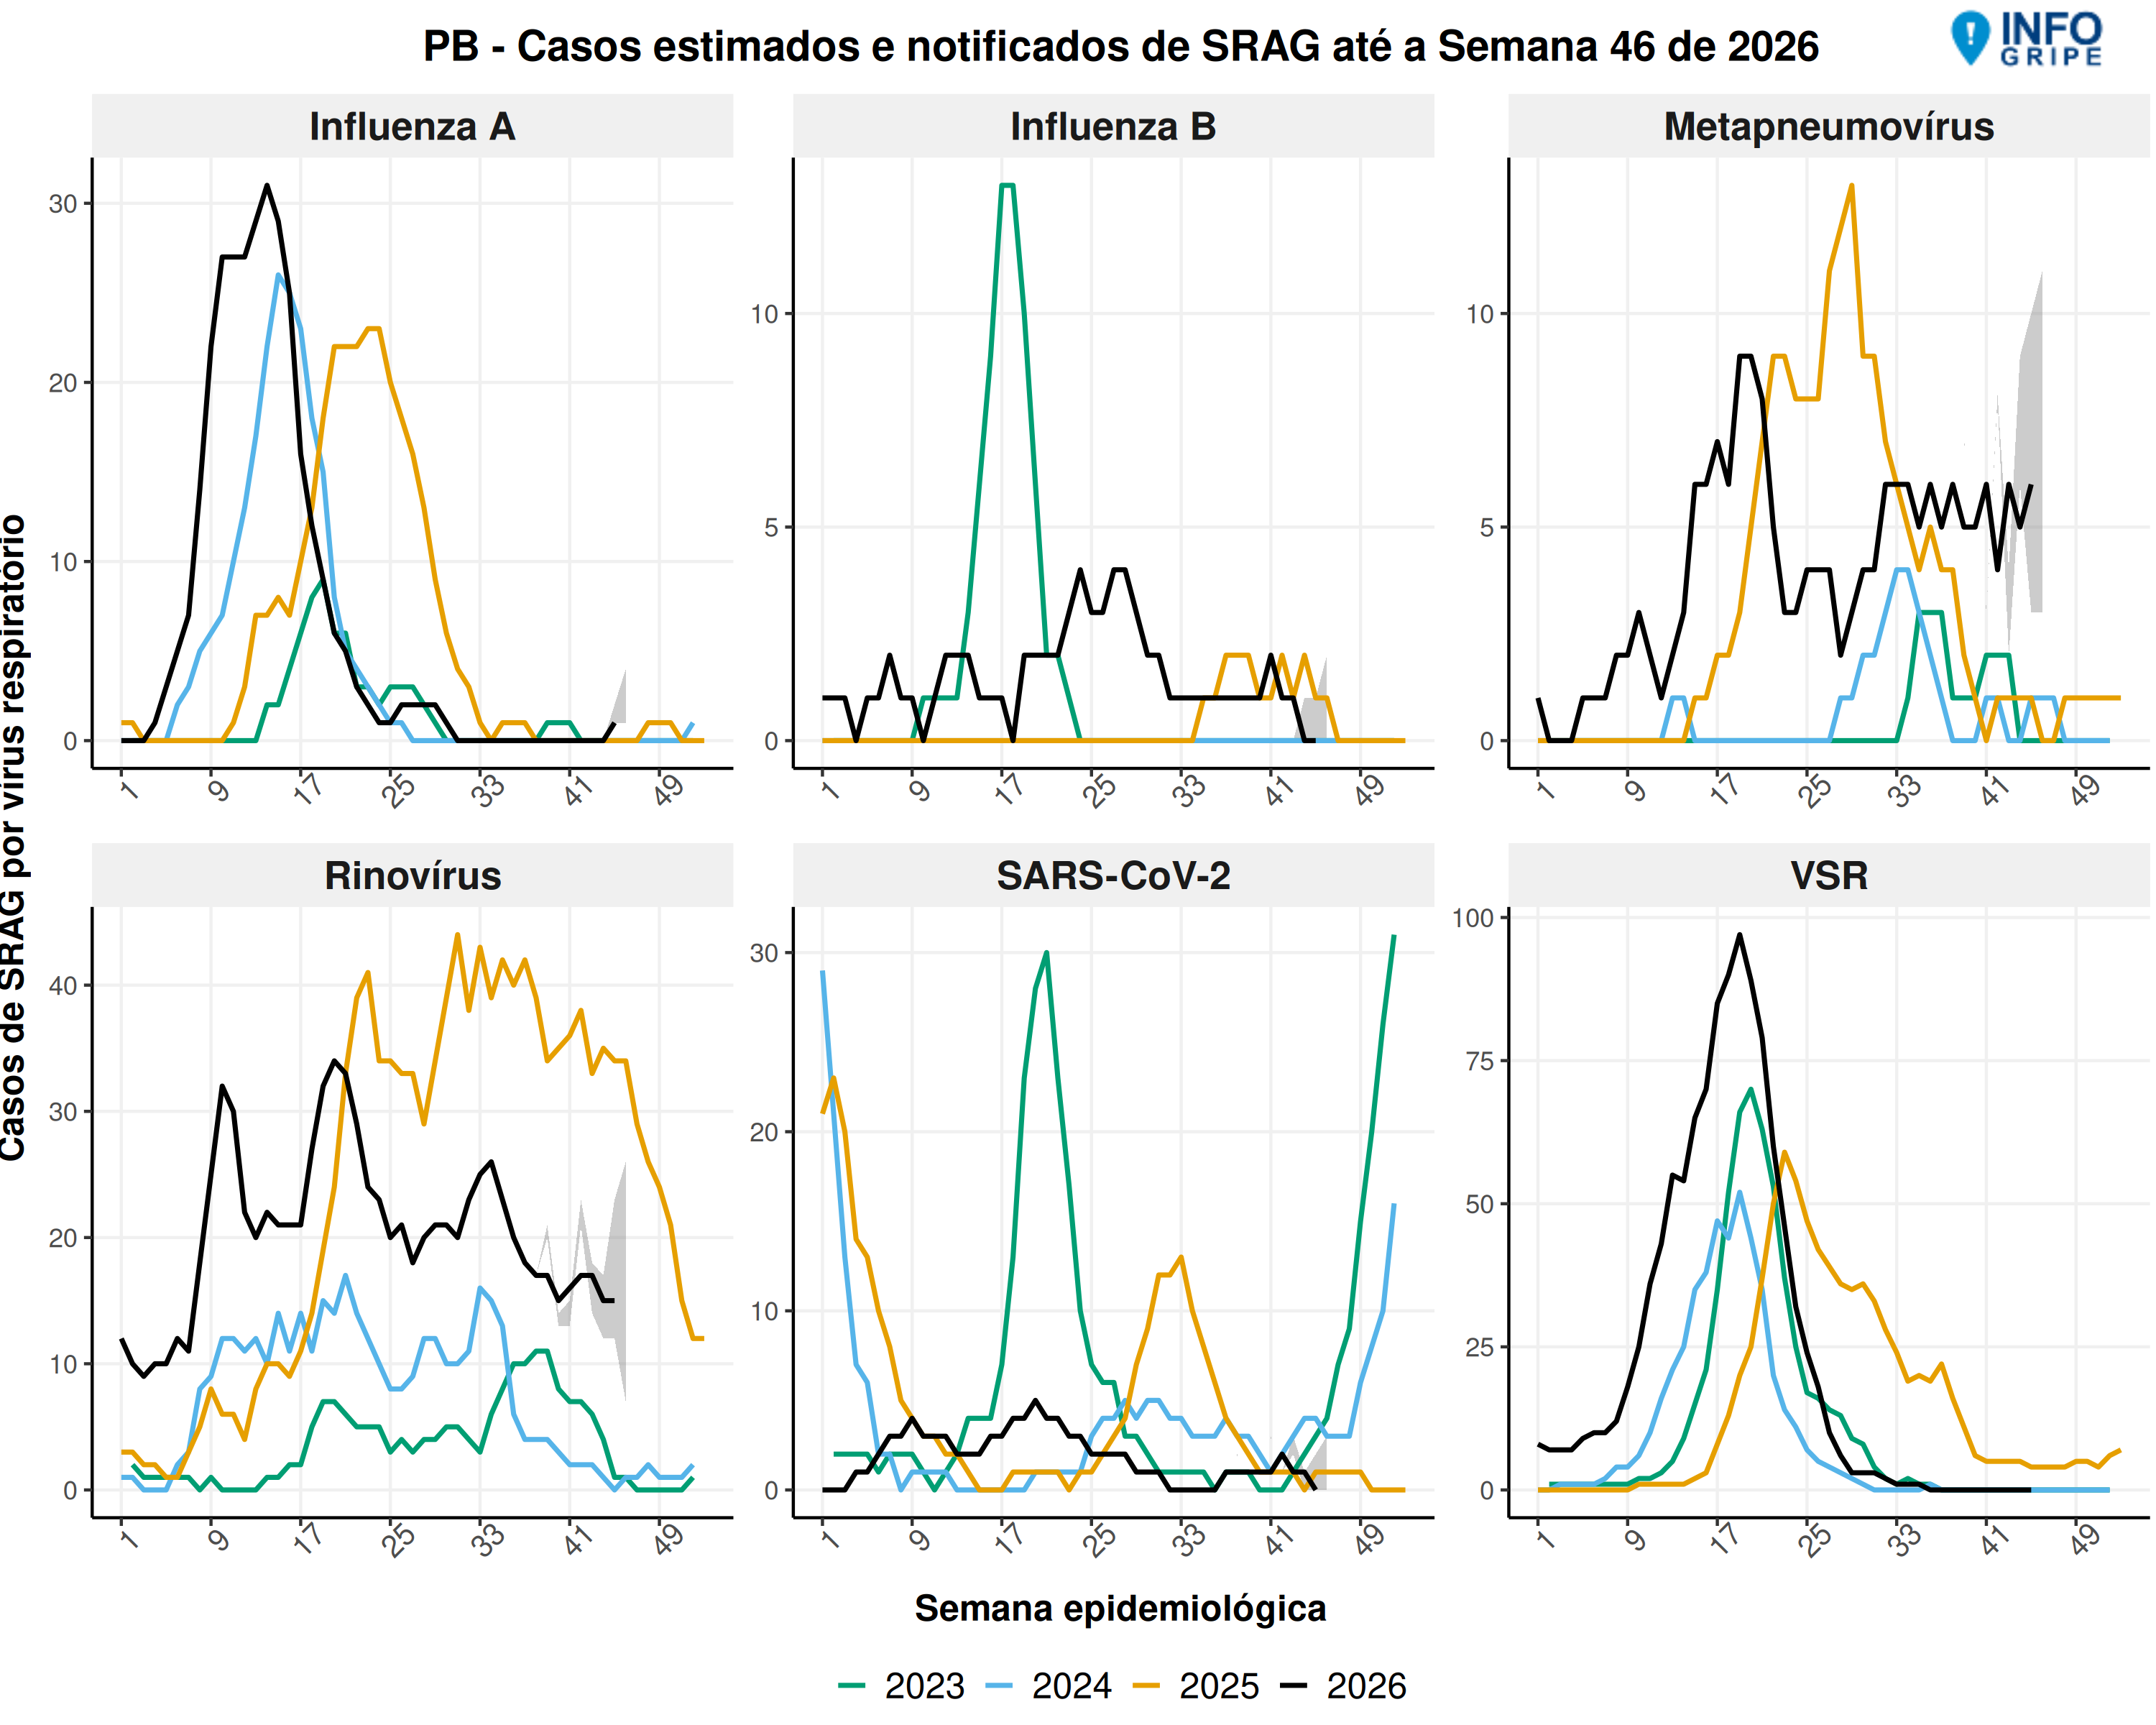 PB - Casos estimados e notificados de SRAG até a Semana 46 de 2026
INFO
GRIPE
Influenza A
Influenza B
Metapneumovírus
30
20
10
0
10
5
0
10
5
0
1 9 17 25 33 41 49
1 9 17 25 33 41 49
1 9 17 25 33 41 49
Casos de SRAG por vírus respiratório
Rinovírus
SARS-CoV-2
VSR
40
30
20
10
0
30
20
10
0
100
75
50
25
0
1 9 17 25 33 41 49
1 9 17 25 33 41 49
1 9 17 25 33 41 49
Semana epidemiológica
2023 2024 2025 2026